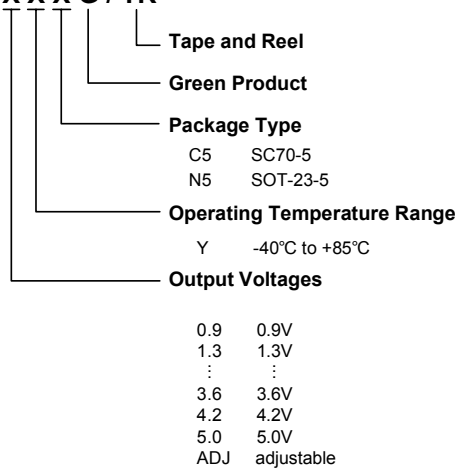 Tape and Reel
Green Product
Package Type
C5 SC70-5
N5 SOT-23-5
Operating Temperature Range
Y -40℃ to +85℃
Output Voltages
0.9 0.9V
1.3 1.3V
⋮ ⋮
3.6 3.6V
4.2 4.2V
5.0 5.0V
ADJ adjustable